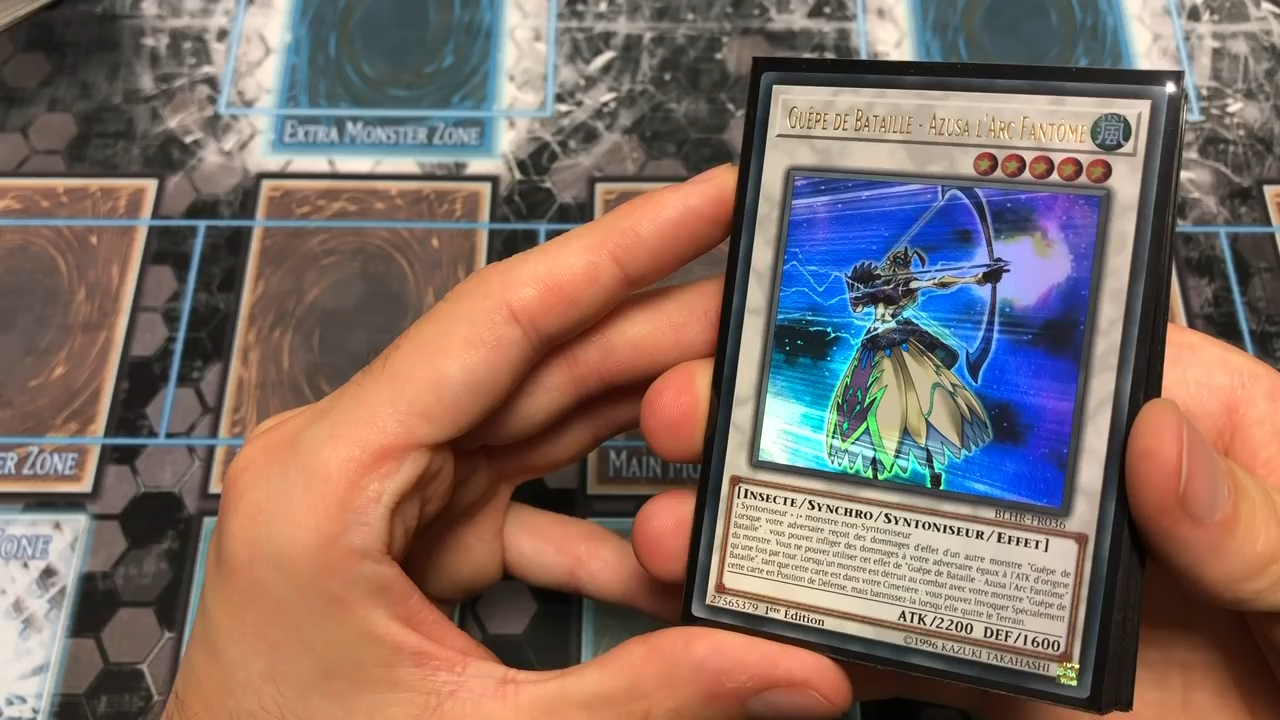 EXTRA MONSTER ZONE
GUÊPE DE BATAILLE - AZUSA L'ARC FANTÔME
風
ER ZONE
MAIN MO
ZONE
BLHR-FR036
[INSECTE/SYNCHRO/SYNTONISEUR/EFFET]
1 Syntoniseur + 1+ monstre non-Syntoniseur
Lorsque votre adversaire reçoit des dommages d'effet d'un autre monstre "Guêpe de
Bataille" : vous pouvez infliger des dommages à votre adversaire égaux à l'ATK d'origine
du monstre. Vous ne pouvez utiliser cet effet de "Guêpe de Bataille - Azusa l'Arc Fantôme"
qu'une fois par tour. Lorsqu'un monstre est détruit au combat avec votre monstre "Guêpe de
Bataille", tant que cette carte est dans votre Cimetière : vous pouvez Invoquer Spécialement
cette carte en Position de Défense, mais bannissez-la lorsqu'elle quitte le Terrain.
ATK/2200 DEF/1600
27565379 1ère Édition
©1996 KAZUKI TAKAHASHI